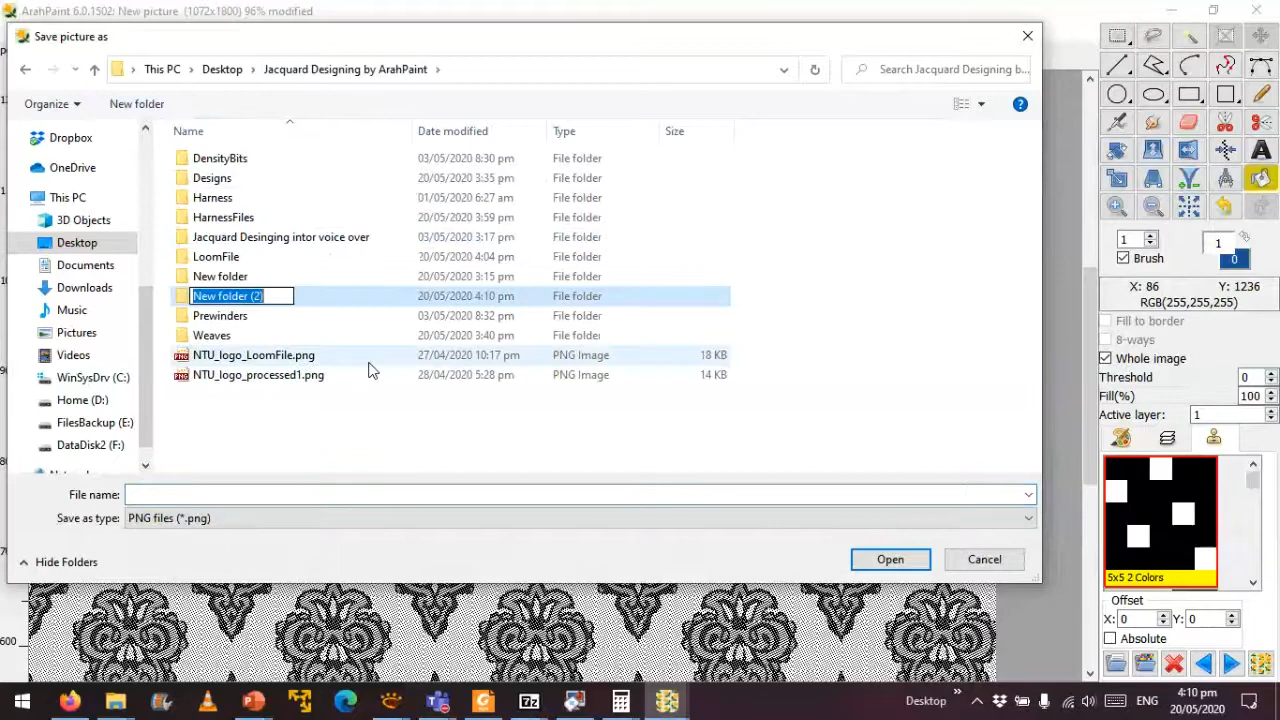 ArahPaint 6.0.1502: New picture (1072x1800) 96% modified
Save picture as
This PC > Desktop > Jacquard Designing by ArahPaint >
Search Jacquard Designing b...
Organize
New folder
Name
Date modified
Type
Size
Dropbox
OneDrive
This PC
3D Objects
Desktop
Documents
Downloads
Music
Pictures
Videos
WinSysDrv (C:)
Home (D:)
FilesBackup (E:)
DataDisk2 (F:)
DensityBits 03/05/2020 8:30 pm File folder
Designs 20/05/2020 3:35 pm File folder
Harness 01/05/2020 6:27 am File folder
HarnessFiles 20/05/2020 3:59 pm File folder
Jacquard Desinging intor voice over 03/05/2020 3:17 pm File folder
LoomFile 20/05/2020 4:04 pm File folder
New folder 20/05/2020 3:15 pm File folder
New folder (2) 20/05/2020 4:10 pm File folder
Prewinders 03/05/2020 8:32 pm File folder
Weaves 20/05/2020 3:40 pm File folder
NTU_logo_LoomFile.png 27/04/2020 10:17 pm PNG Image 18 KB
NTU_logo_processed1.png 28/04/2020 5:28 pm PNG Image 14 KB
File name:
Save as type: PNG files (*.png)
Hide Folders
Open
Cancel
1
1
Brush
0
X: 86 Y: 1236
RGB(255,255,255)
Fill to border
8-ways
Whole image
Threshold 0
Fill(%) 100
Active layer: 1
5x5 2 Colors
Offset
X: 0 Y: 0
Absolute
600
Desktop
ENG
4:10 pm
20/05/2020